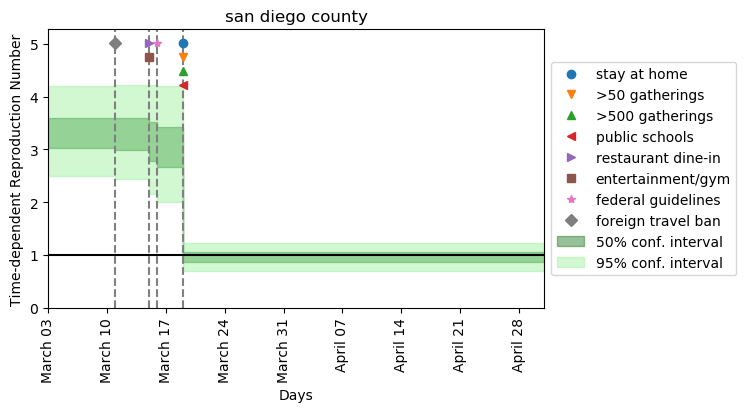 san diego county
Time-dependent Reproduction Number
5
4
3
2
1
0
March 03
March 10
March 17
March 24
March 31
April 07
April 14
April 21
April 28
Days
stay at home
>50 gatherings
>500 gatherings
public schools
restaurant dine-in
entertainment/gym
federal guidelines
foreign travel ban
50% conf. interval
95% conf. interval